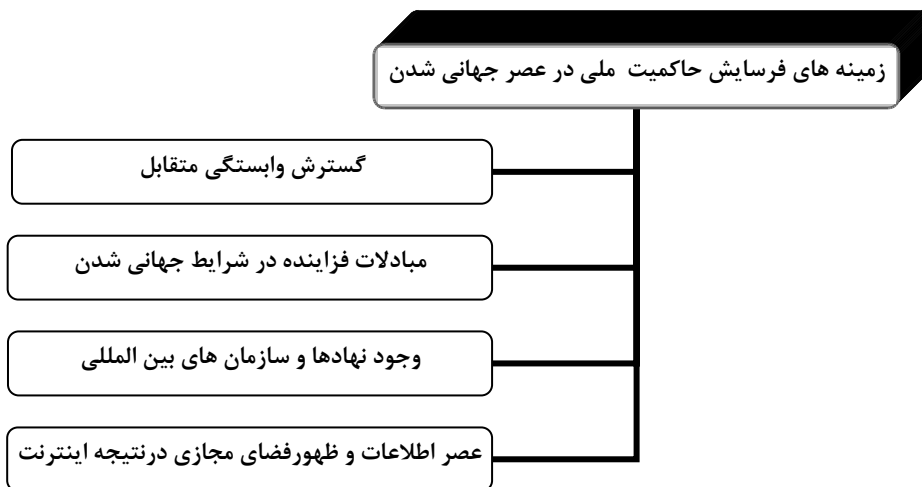 زمینه های فرسایش حاکمیت ملی در عصر جهانی شدن
گسترش وابستگی متقابل
مبادلات فزاینده در شرایط جهانی شدن
وجود نهادها و سازمان های بین المللی
عصر اطلاعات و ظهورفضای مجازی درنتیجه اینترنت